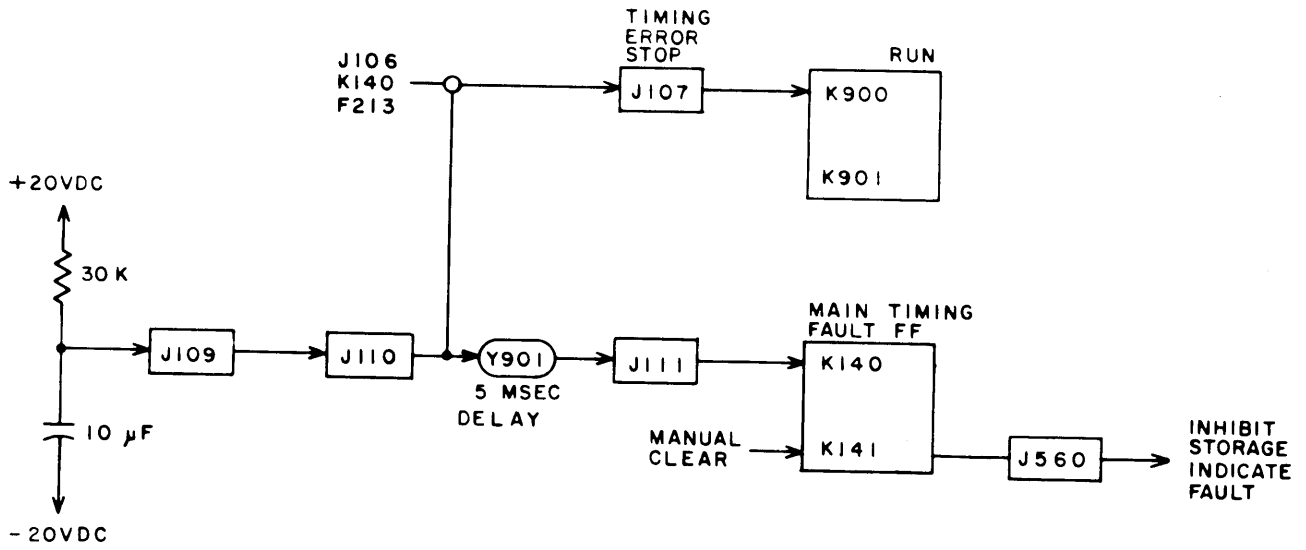 TIMING
ERROR
STOP
J106
K140
F213
J107
RUN
K900
K901
+20VDC
30 K
J109
J110
Y901
5 MSEC
DELAY
J111
MAIN TIMING
FAULT FF
K140
K141
MANUAL
CLEAR
J560
INHIBIT
STORAGE
INDICATE
FAULT
10 µF
-20VDC